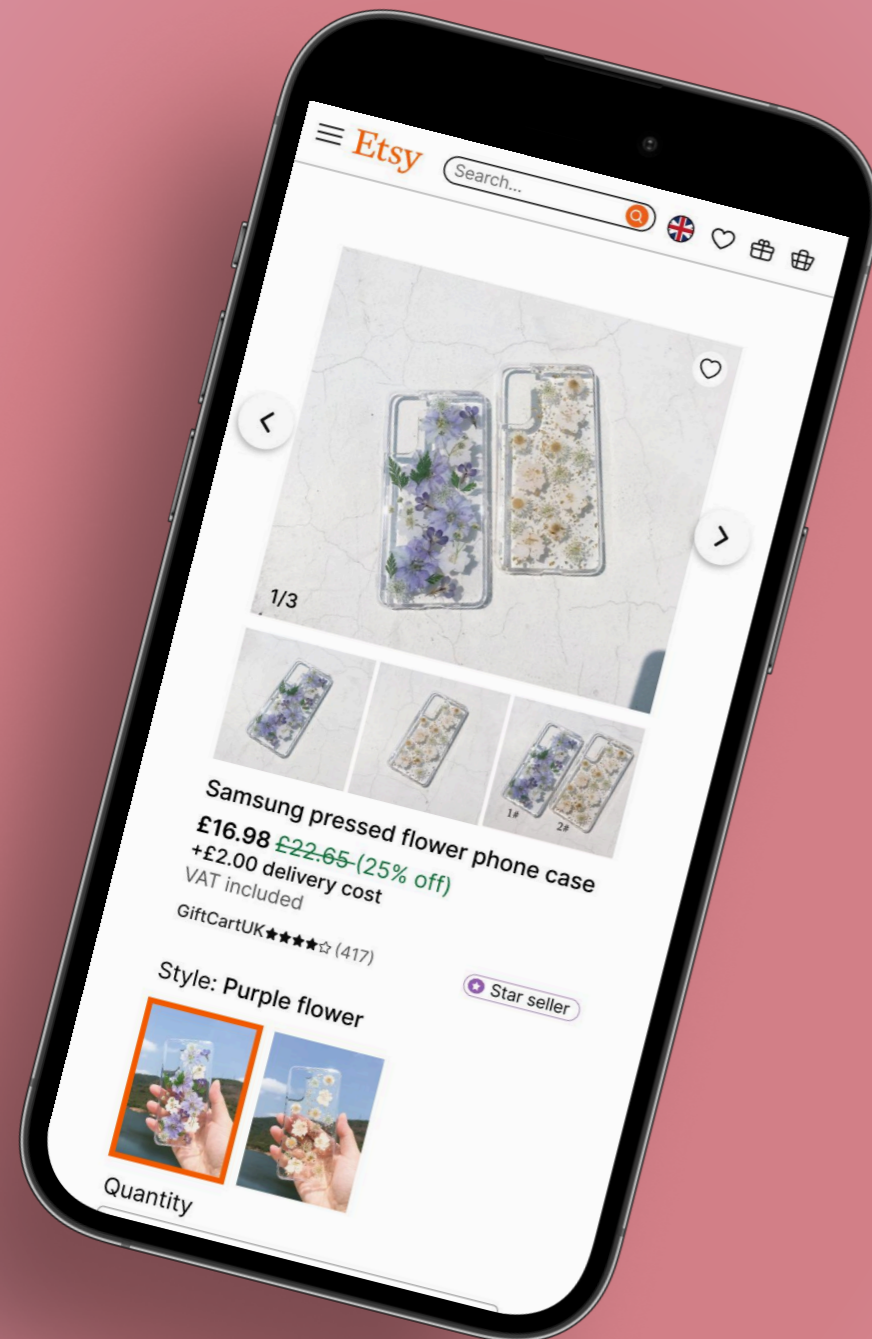 Etsy
Search...
1/3
1#
2#
Samsung pressed flower phone case
£16.98 £22.65 (25% off)
+£2.00 delivery cost
VAT included
GiftCartUK★★★★☆ (417)
Star seller
Style: Purple flower
Quantity